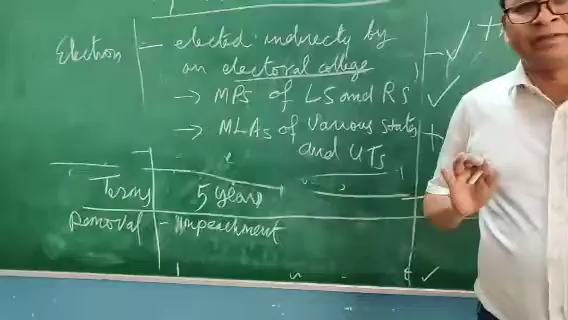 Election — elected indirectly by
an electoral college
→ MPs of LS and RS
→ MLAs of various states
and UTs
Terms 5 years
Removal - Impeachment